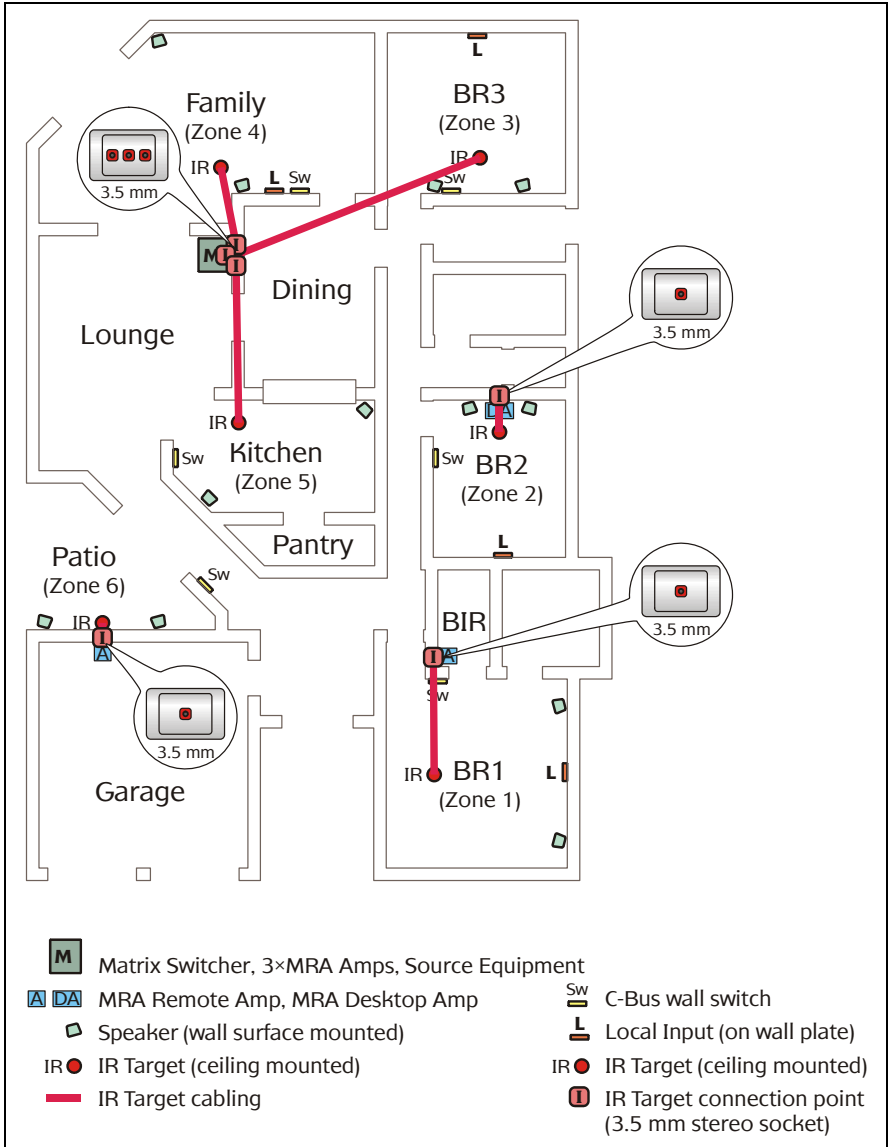 L
Family
(Zone 4)
BR3
(Zone 3)
IR
IR
3.5 mm
L
Sw
Sw
I
M
I
I
Dining
Lounge
3.5 mm
I
DA
IR
IR
Kitchen
(Zone 5)
Sw
Sw
BR2
(Zone 2)
Pantry
L
Patio
(Zone 6)
Sw
IR
I
A
BIR
3.5 mm
I
A
Sw
3.5 mm
IR
BR1
(Zone 1)
L
Garage
M
Matrix Switcher, 3×MRA Amps, Source Equipment
A DA MRA Remote Amp, MRA Desktop Amp
Sw
C-Bus wall switch
Speaker (wall surface mounted)
L
Local Input (on wall plate)
IR IR Target (ceiling mounted)
IR IR Target (ceiling mounted)
IR Target cabling
I IR Target connection point
(3.5 mm stereo socket)